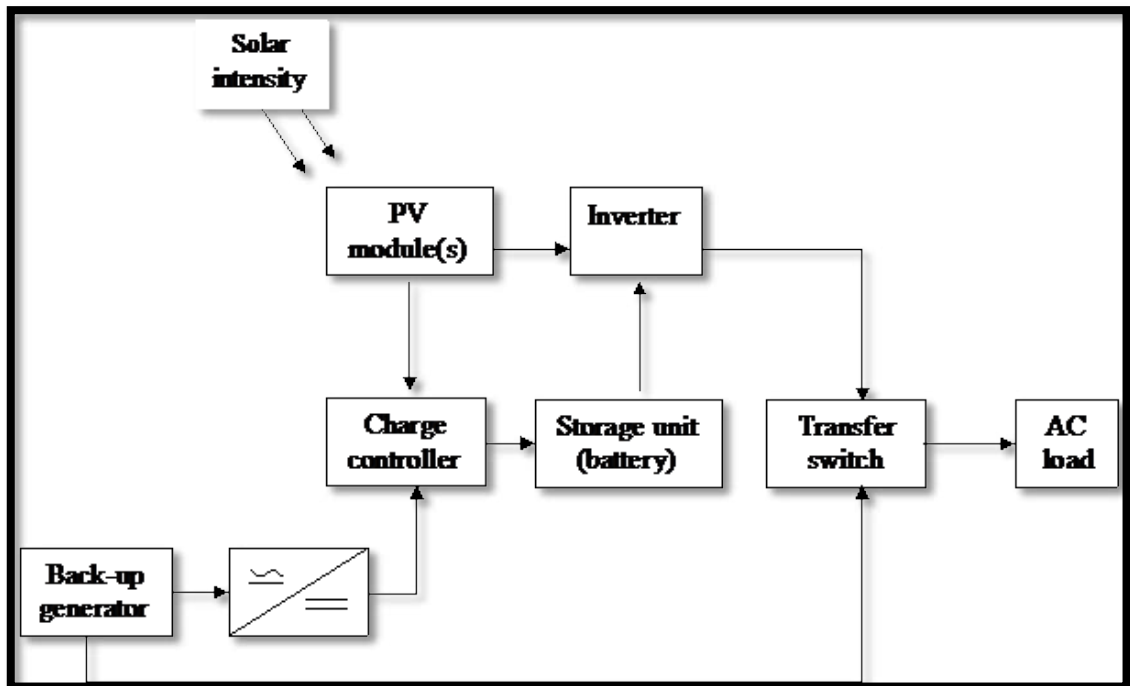 Solar
intensity
PV
module(s)
Inverter
Charge
controller
Storage unit
(battery)
Transfer
switch
AC
load
Back-up
generator